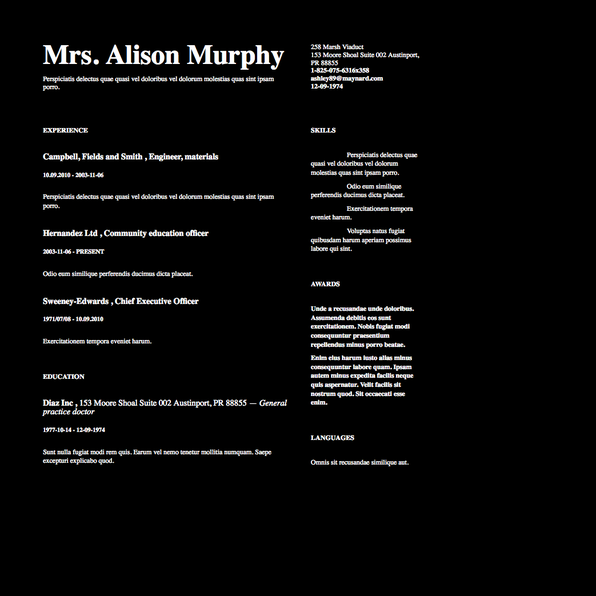 Mrs. Alison Murphy
Perspiciatis delectus quae quasi vel doloribus vel dolorum molestias quas sint ipsam
porro.
258 Marsh Viaduct
153 Moore Shoal Suite 002 Austinport,
PR 88855
1-825-075-6316x358
ashley89@maynard.com
12-09-1974
EXPERIENCE
Campbell, Fields and Smith , Engineer, materials
10.09.2010 - 2003-11-06
Perspiciatis delectus quae quasi vel doloribus vel dolorum molestias quas sint ipsam
porro.
Hernandez Ltd , Community education officer
2003-11-06 - PRESENT
Odio eum similique perferendis ducimus dicta placeat.
Sweeney-Edwards , Chief Executive Officer
1971/07/08 - 10.09.2010
Exercitationem tempora eveniet harum.
EDUCATION
Diaz Inc , 153 Moore Shoal Suite 002 Austinport, PR 88855 — General
practice doctor
1977-10-14 - 12-09-1974
Sunt nulla fugiat modi rem quis. Earum vel nemo tenetur mollitia numquam. Saepe
excepturi explicabo quod.
SKILLS
Perspiciatis delectus quae
quasi vel doloribus vel dolorum
molestias quas sint ipsam porro.
Odio eum similique
perferendis ducimus dicta placeat.
Exercitationem tempora
eveniet harum.
Voluptas natus fugiat
quibusdam harum aperiam possimus
labore qui sint.
AWARDS
Unde a recusandae unde doloribus.
Assumenda debitis eos sunt
exercitationem. Nobis fugiat modi
consequuntur praesentium
repellendus minus porro beatae.
Enim eius harum iusto alias minus
consequuntur labore quam. Ipsam
autem minus expedita facilis neque
quis aspernatur. Velit facilis sit
nostrum quod. Sit occaecati esse
enim.
LANGUAGES
Omnis sit recusandae similique aut.